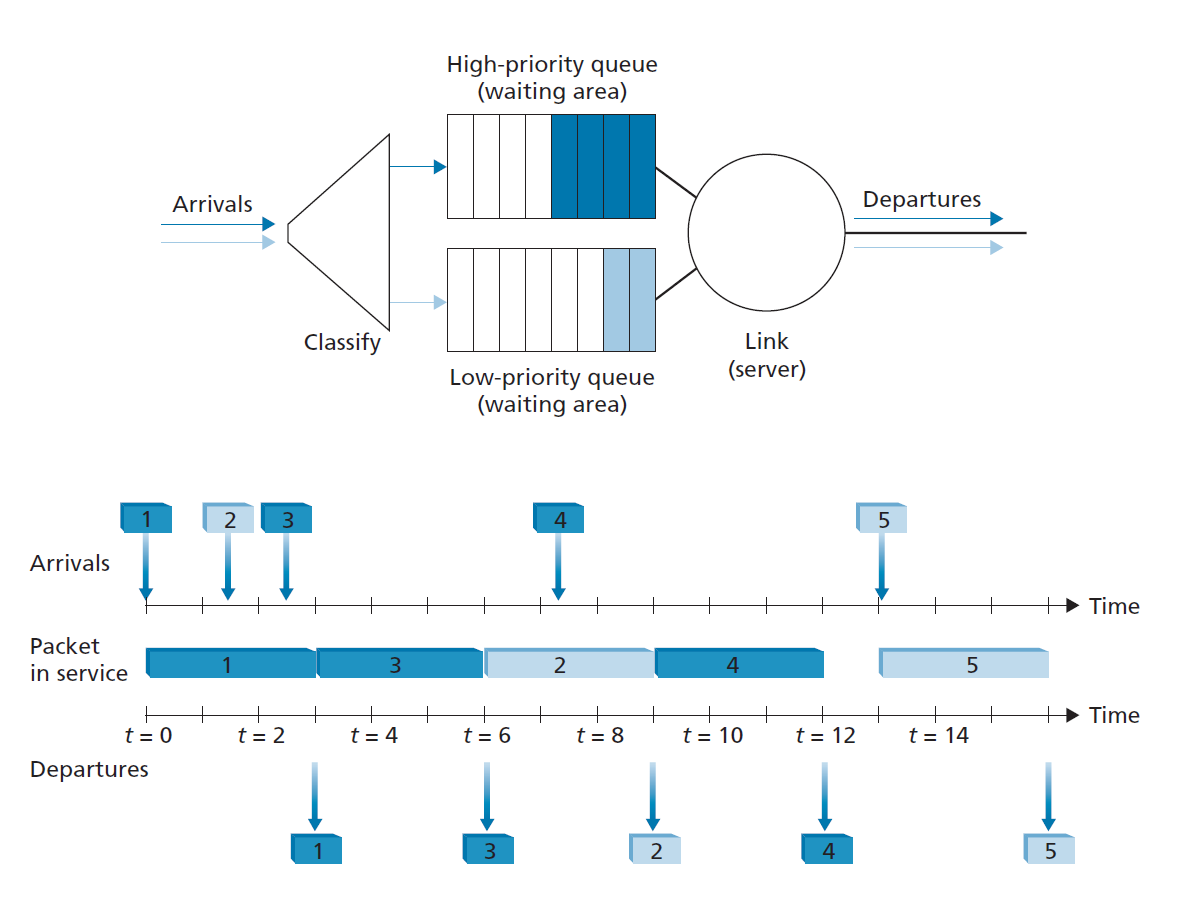 High-priority queue
(waiting area)
Arrivals
Departures
Classify
Link
(server)
Low-priority queue
(waiting area)
1
2
3
4
5
Arrivals
Time
Packet
in service
1
3
2
4
5
Time
t = 0
t = 2
t = 4
t = 6
t = 8
t = 10
t = 12
t = 14
Departures
1
3
2
4
5